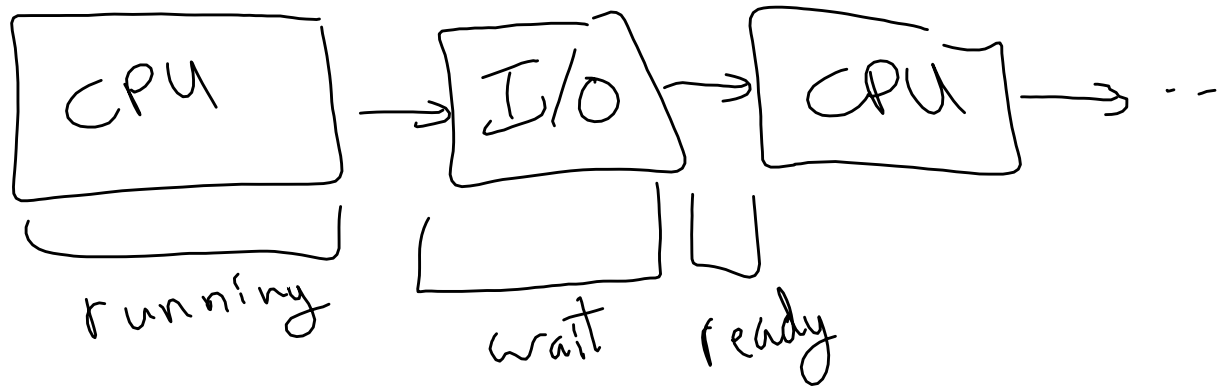 CPU → I/O → CPU → ...
running wait ready